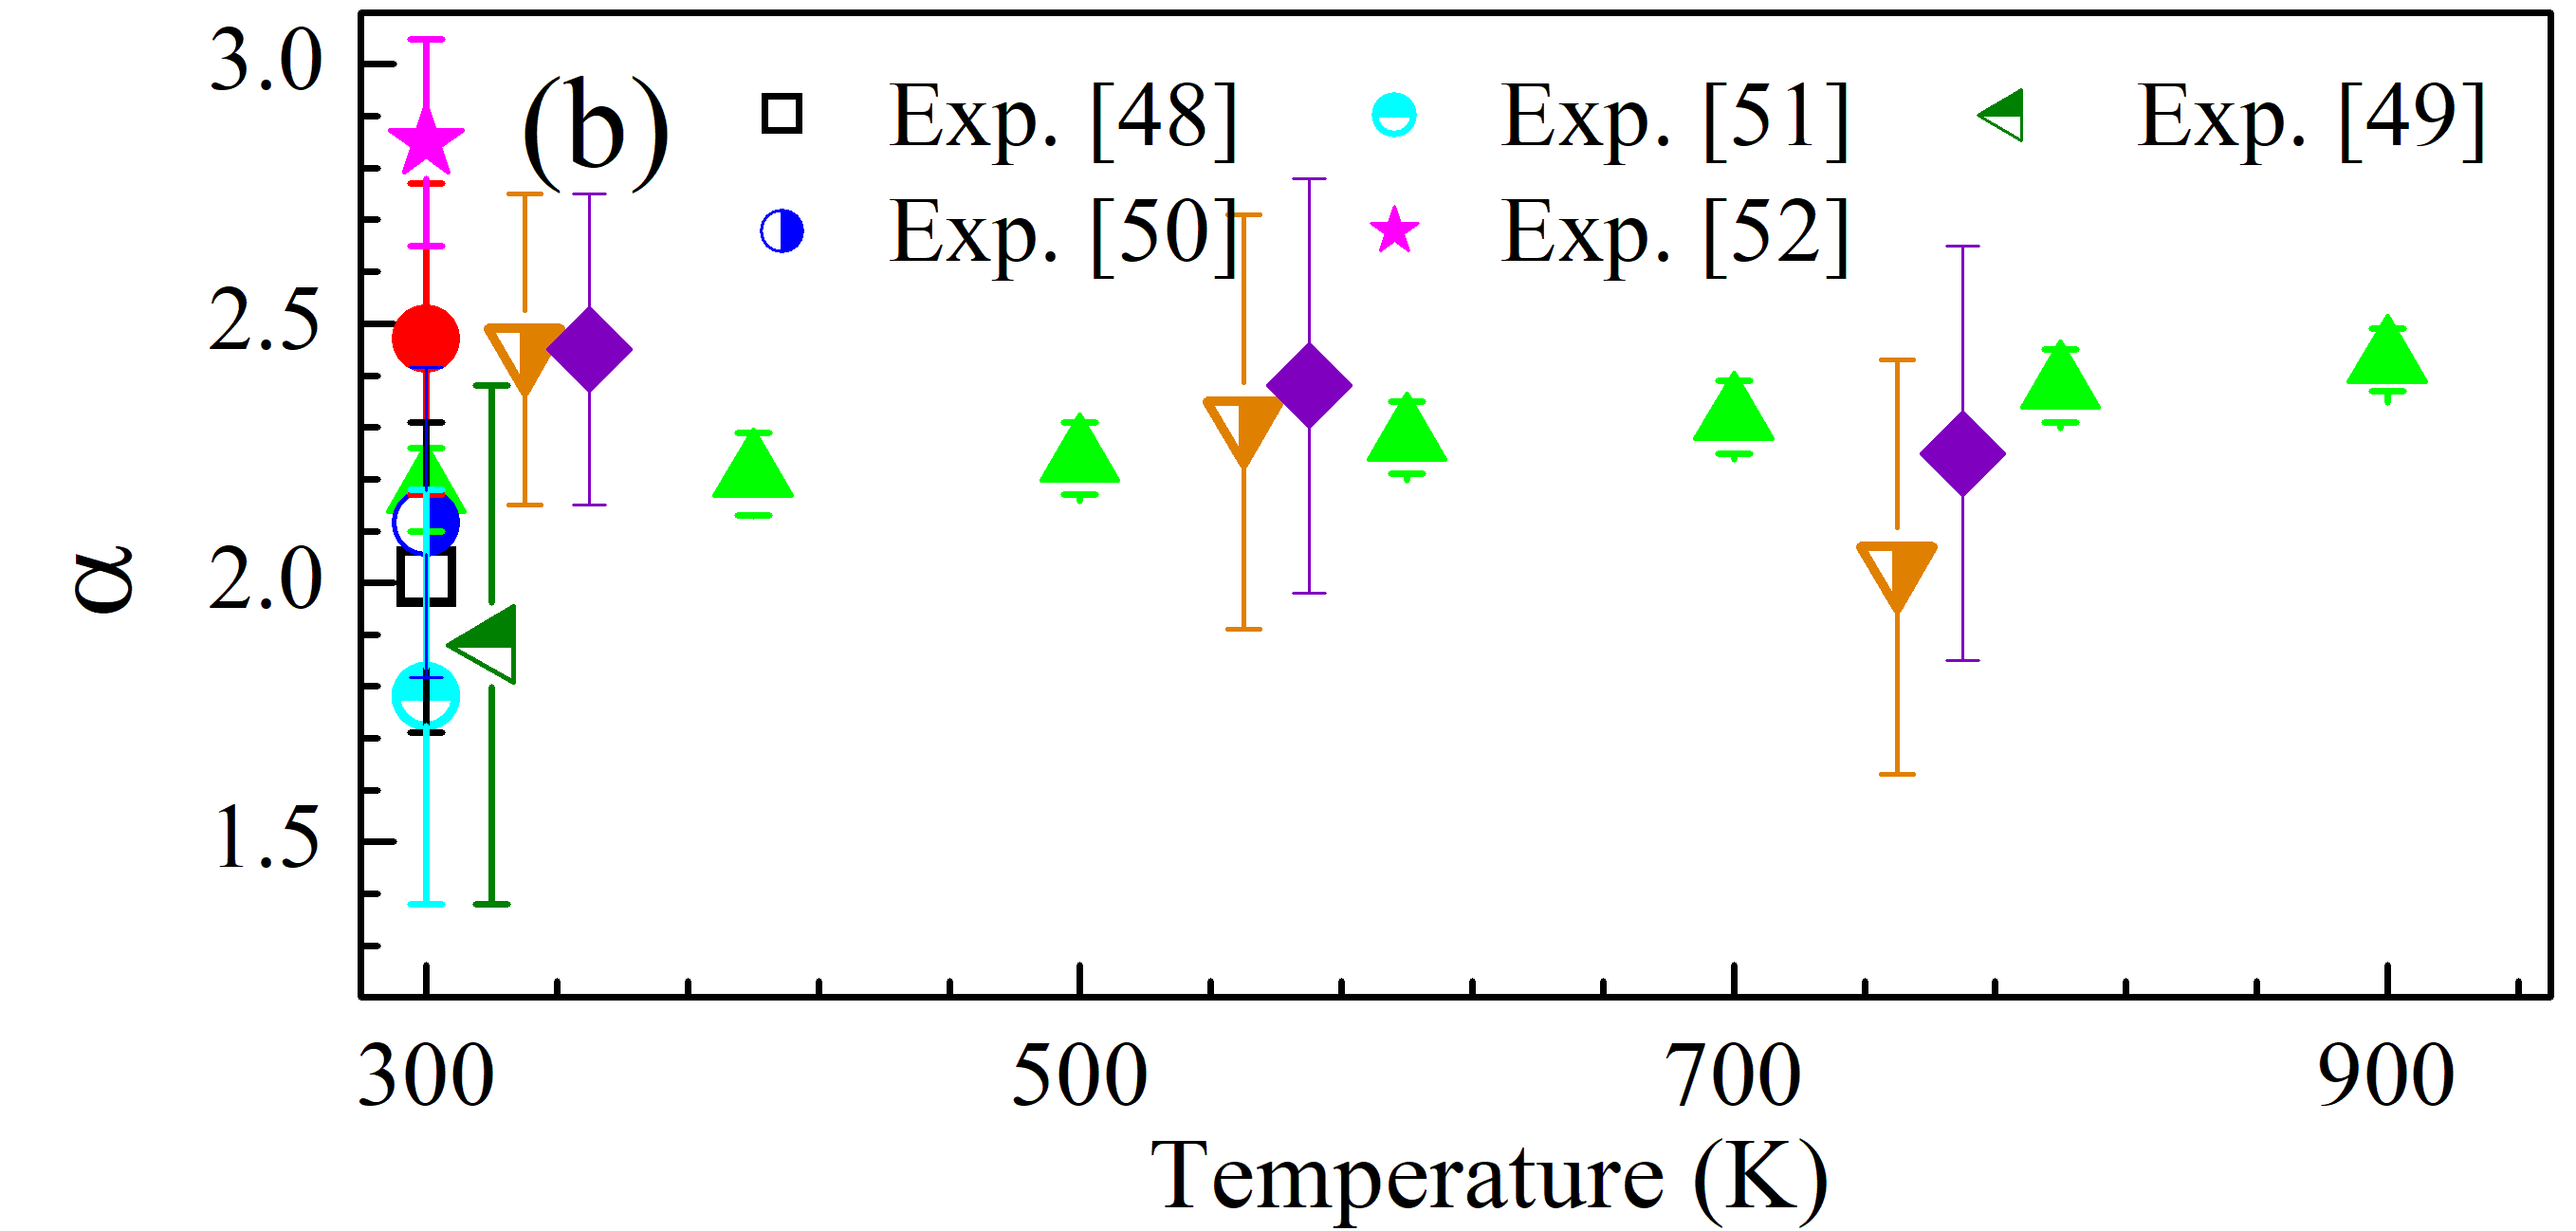 3.0
(b) Exp. [48] Exp. [51] Exp. [49]
Exp. [50] Exp. [52]
2.5
2.0
α
1.5
300 500 700 900
Temperature (K)